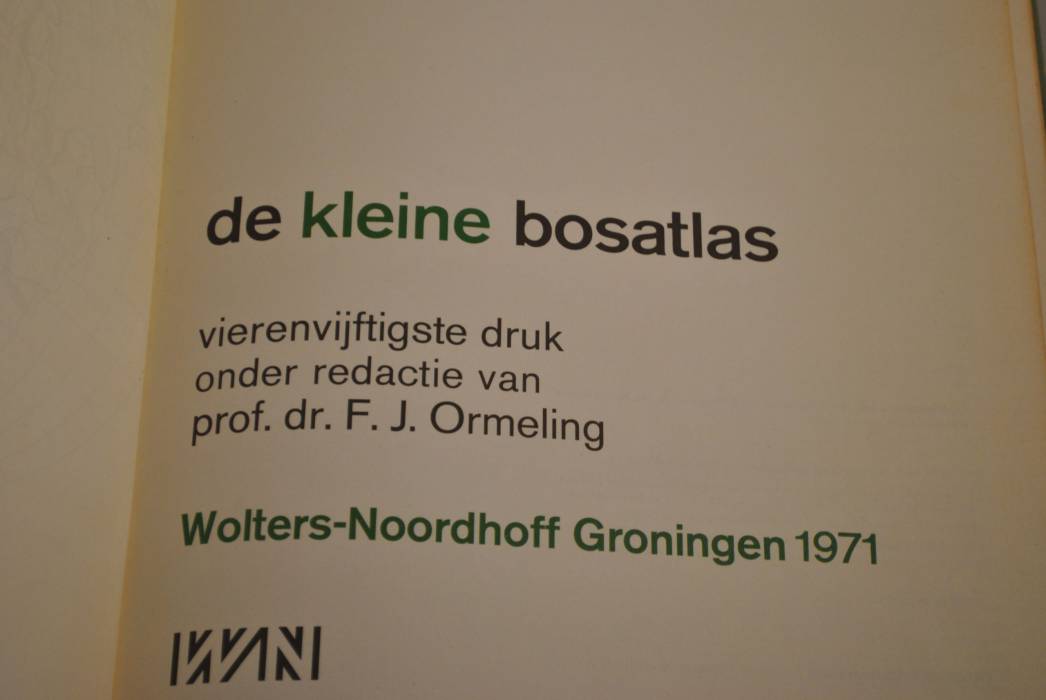 de kleine bosatlas
vierenvijftigste druk
onder redactie van
prof. dr. F. J. Ormeling
Wolters-Noordhoff Groningen 1971